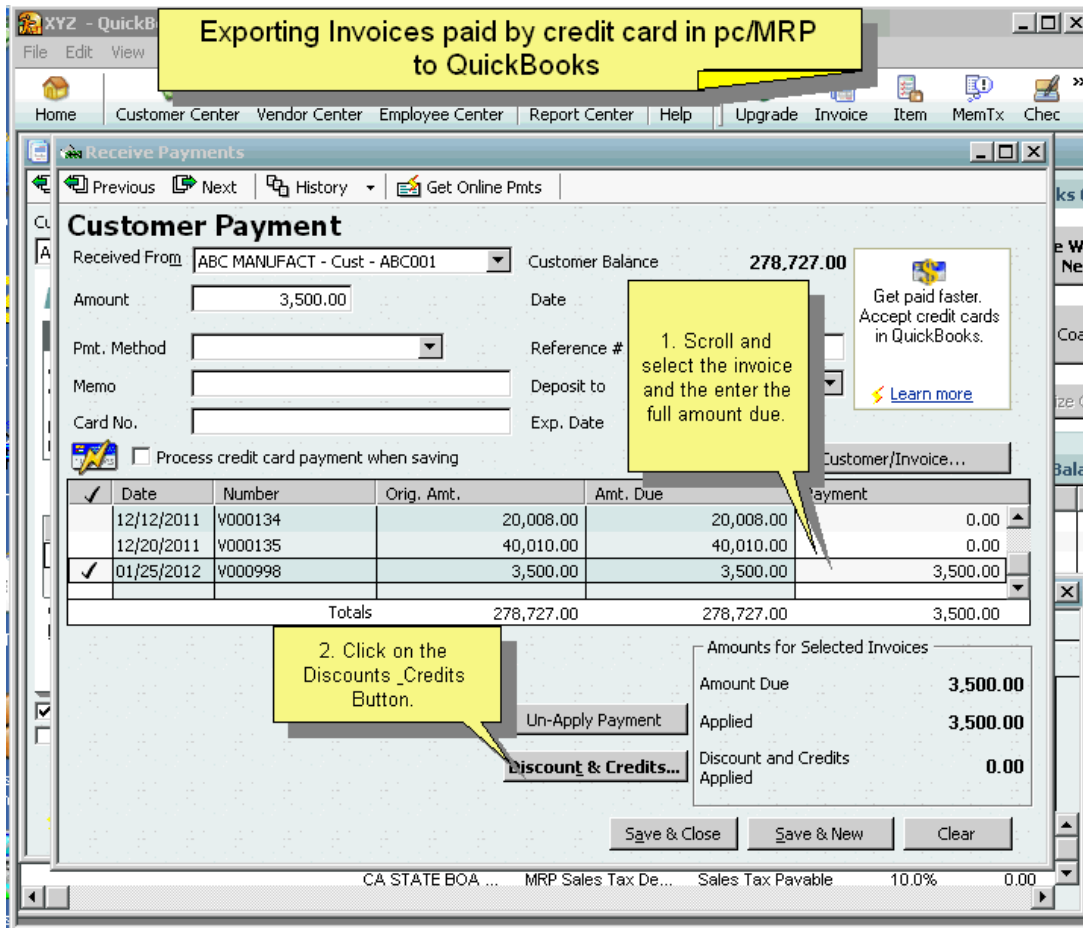 XYZ - QuickB
Exporting Invoices paid by credit card in pc/MRP
to QuickBooks
File Edit View
Home Customer Center Vendor Center Employee Center Report Center Help Upgrade Invoice Item MemTx Chec
Receive Payments
Previous Next History Get Online Pmts
Customer Payment
Received From ABC MANUFACT - Cust - ABC001 Customer Balance 278,727.00
Amount 3,500.00 Date
Pmt. Method Reference #
Memo Deposit to
Card No. Exp. Date
1. Scroll and
select the invoice
and the enter the
full amount due.
Get paid faster.
Accept credit cards
in QuickBooks.
Learn more
Process credit card payment when saving
Customer/Invoice...
Date Number Orig. Amt. Amt. Due Payment
12/12/2011 V000134 20,008.00 20,008.00 0.00
12/20/2011 V000135 40,010.00 40,010.00 0.00
01/25/2012 V000998 3,500.00 3,500.00 3,500.00
Totals 278,727.00 278,727.00 3,500.00
2. Click on the
Discounts _Credits
Button.
Un-Apply Payment
Discount & Credits...
Amounts for Selected Invoices
Amount Due 3,500.00
Applied 3,500.00
Discount and Credits
Applied 0.00
Save & Close Save & New Clear
CA STATE BOA ... MRP Sales Tax De... Sales Tax Payable 10.0% 0.00
ks
e W
Ne
Coa
ize
Bala